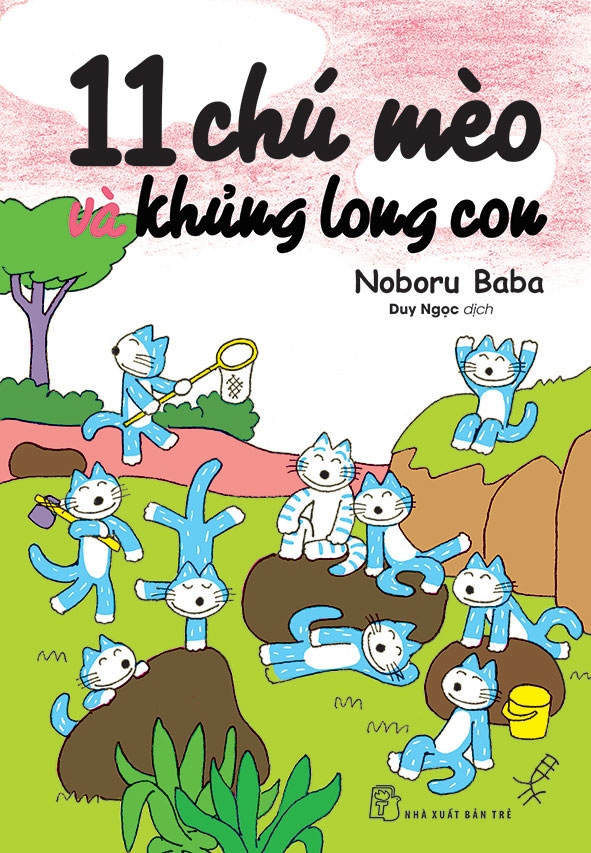 11 chú mèo
và khủng long con
Noboru Baba
Duy Ngọc dịch
NHÀ XUẤT BẢN TRẺ